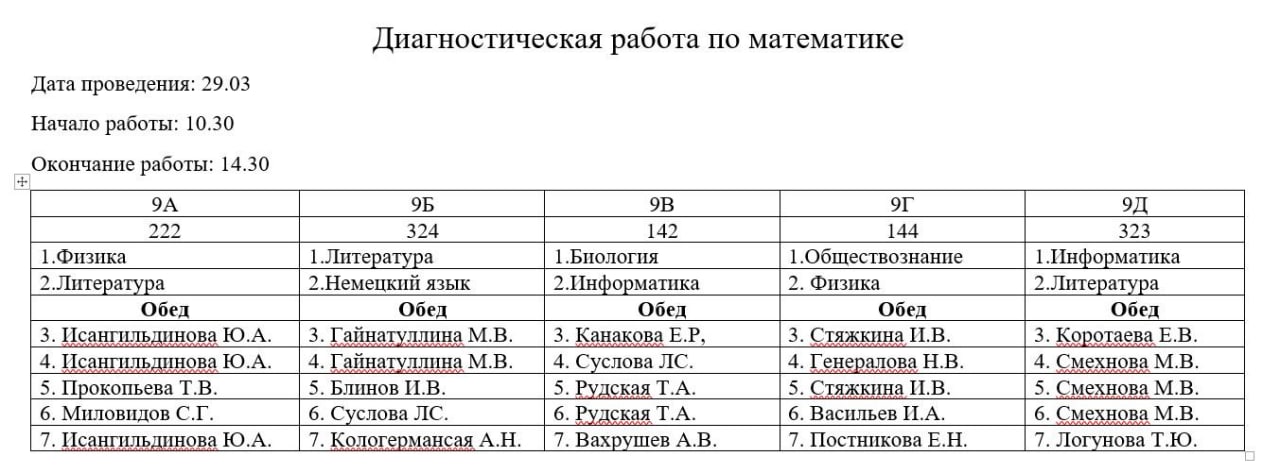 Диагностическая работа по математике
Дата проведения: 29.03
Начало работы: 10.30
Окончание работы: 14.30
9А 9Б 9В 9Г 9Д
222 324 142 144 323
1.Физика 1.Литература 1.Биология 1.Обществознание 1.Информатика
2.Литература 2.Немецкий язык 2.Информатика 2. Физика 2.Литература
Обед Обед Обед Обед Обед
3. Исангильдинова Ю.А. 3. Гайнатуллина М.В. 3. Канакова Е.Р, 3. Стяжкина И.В. 3. Коротаева Е.В.
4. Исангильдинова Ю.А. 4. Гайнатуллина М.В. 4. Суслова ЛС. 4. Генералова Н.В. 4. Смехнова М.В.
5. Прокопьева Т.В. 5. Блинов И.В. 5. Рудская Т.А. 5. Стяжкина И.В. 5. Смехнова М.В.
6. Миловидов С.Г. 6. Суслова ЛС. 6. Рудская Т.А. 6. Васильев И.А. 6. Смехнова М.В.
7. Исангильдинова Ю.А. 7. Кологермансая А.Н. 7. Вахрушев А.В. 7. Постникова Е.Н. 7. Логунова Т.Ю.